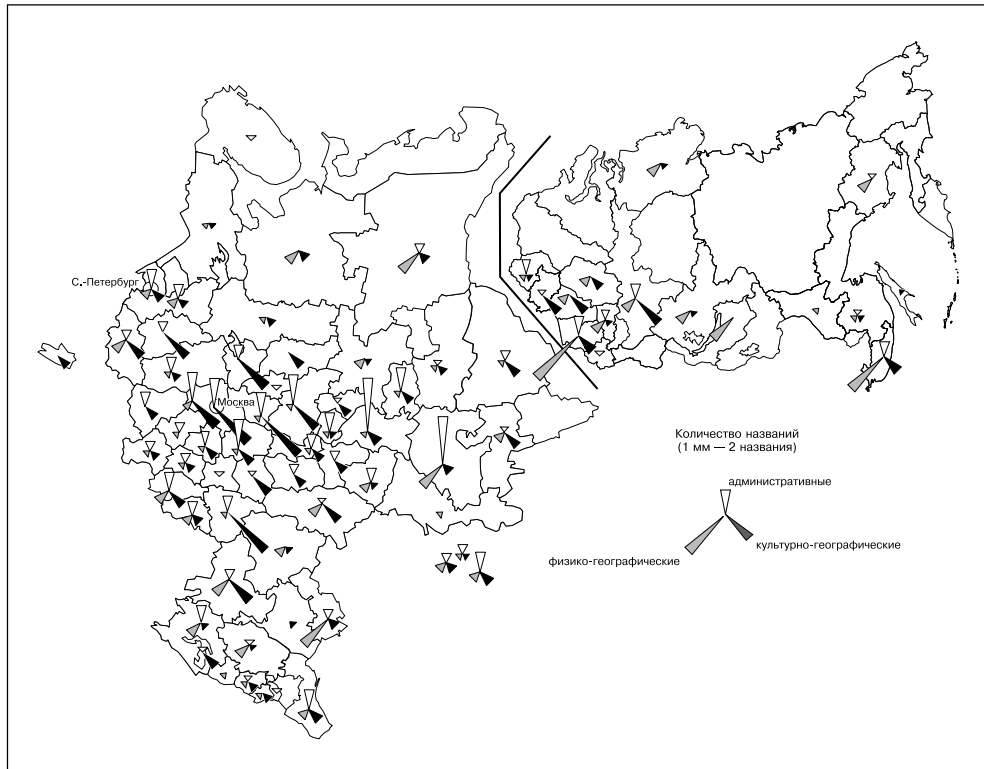 С.-Петербург
Москва
Количество названий
(1 мм — 2 названия)
административные
культурно-географические
физико-географические